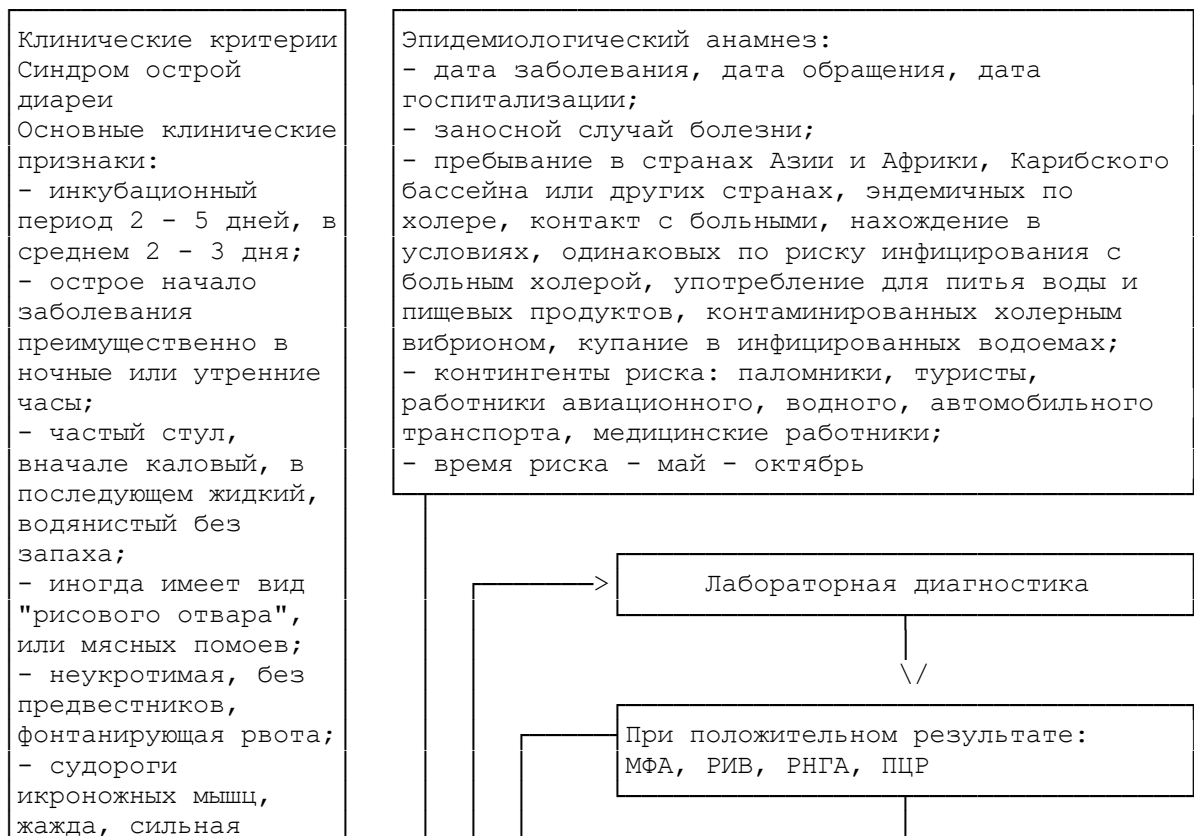 Клинические критерии
Синдром острой
диареи
Основные клинические
признаки:
- инкубационный
период 2 - 5 дней, в
среднем 2 - 3 дня;
- острое начало
заболевания
преимущественно в
ночные или утренние
часы;
- частый стул,
вначале каловый, в
последующем жидкий,
водянистый без
запаха;
- иногда имеет вид
"рисового отвара",
или мясных помоев;
- неукротимая, без
предвестников,
фонтанирующая рвота;
- судороги
икроножных мышц,
жажда, сильная
Эпидемиологический анамнез:
- дата заболевания, дата обращения, дата
госпитализации;
- заносной случай болезни;
- пребывание в странах Азии и Африки, Карибского
бассейна или других странах, эндемичных по
холере, контакт с больными, нахождение в
условиях, одинаковых по риску инфицирования с
больным холерой, употребление для питья воды и
пищевых продуктов, контаминированных холерным
вибрионом, купание в инфицированных водоемах;
- контингенты риска: паломники, туристы,
работники авиационного, водного, автомобильного
транспорта, медицинские работники;
- время риска - май - октябрь
Лабораторная диагностика
При положительном результате:
МФА, РИВ, РНГА, ПЦР